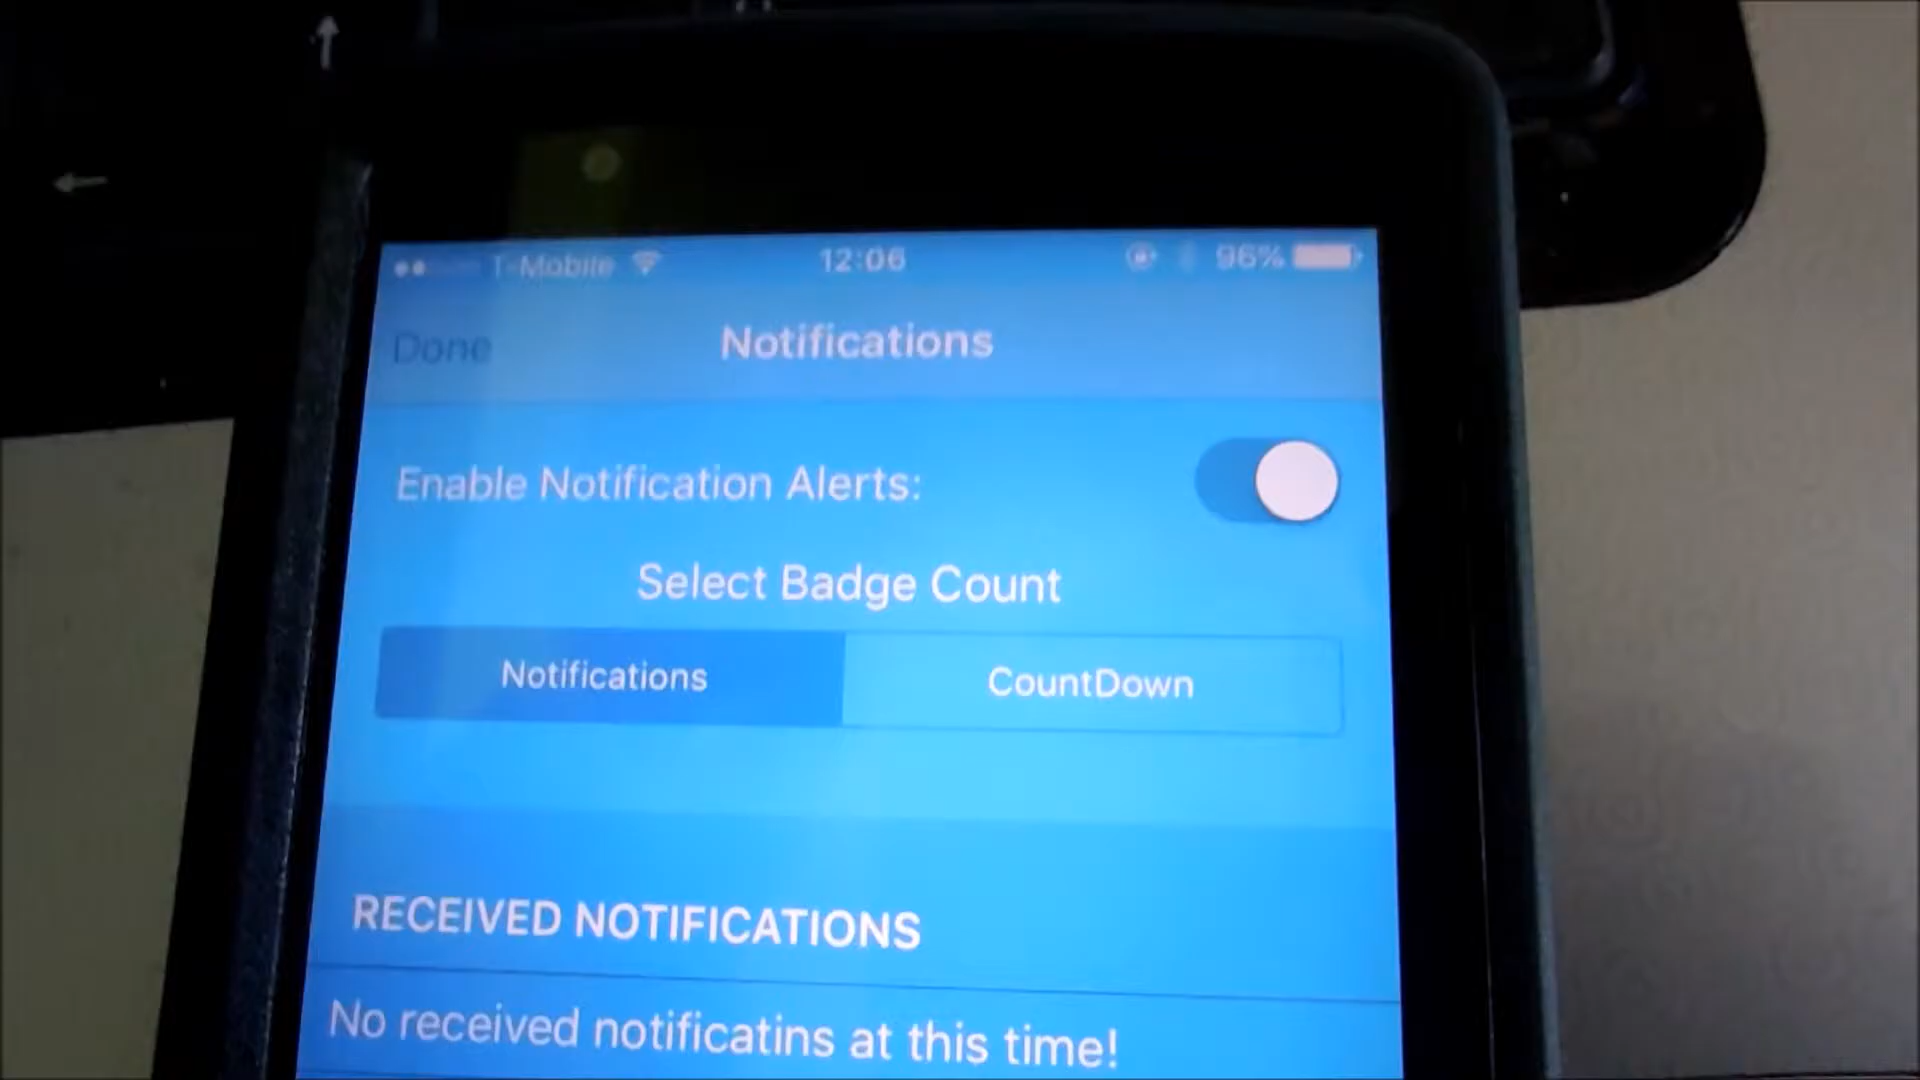 T-Mobile 12:06 96%
Done Notifications
Enable Notification Alerts:
Select Badge Count
Notifications CountDown
RECEIVED NOTIFICATIONS
No received notificatins at this time!